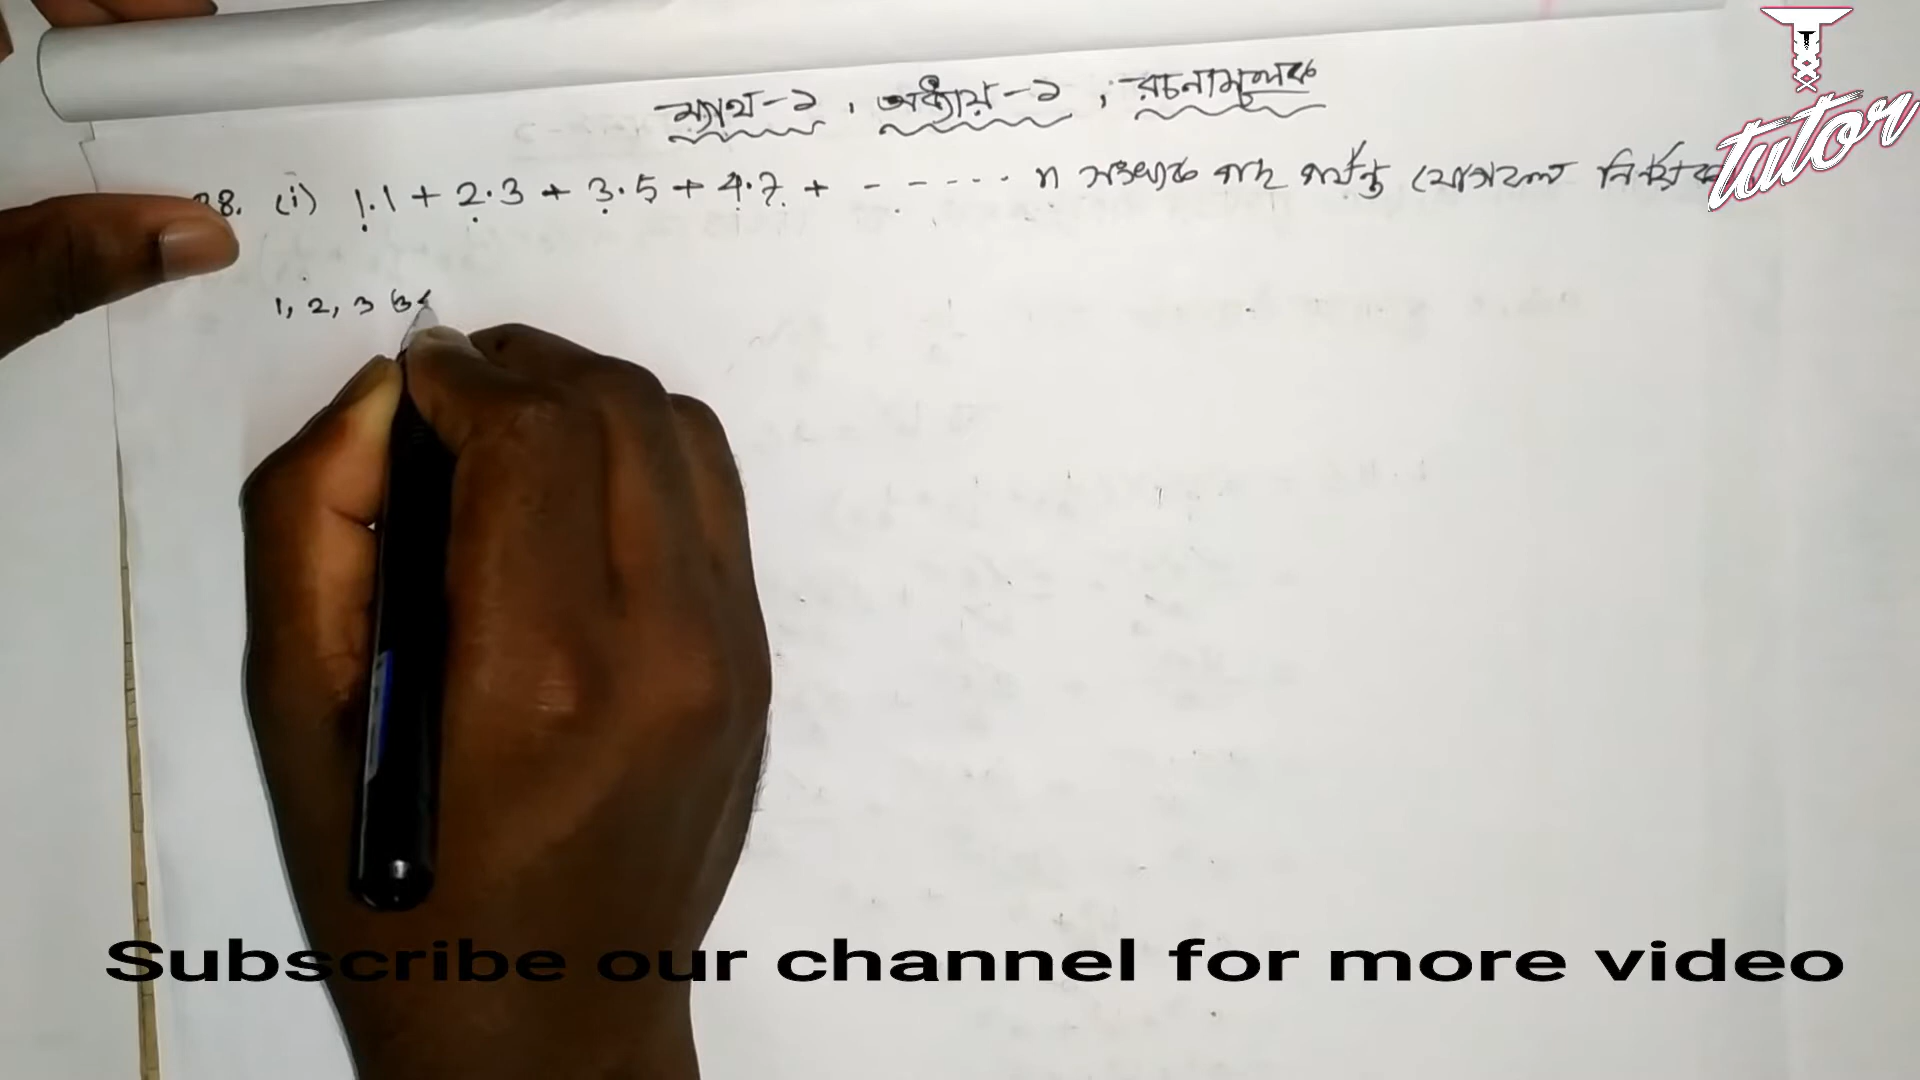 ম্যাথ-১, অধ্যায়-১, রচনামূলক
28. (i) 1.1 + 2.3 + 3.5 + 4.7 + - - - - - n সংখ্যক পদ পর্যন্ত যোগফল নির্ণয়
1, 2, 3
T
tutor
Subscribe our channel for more video